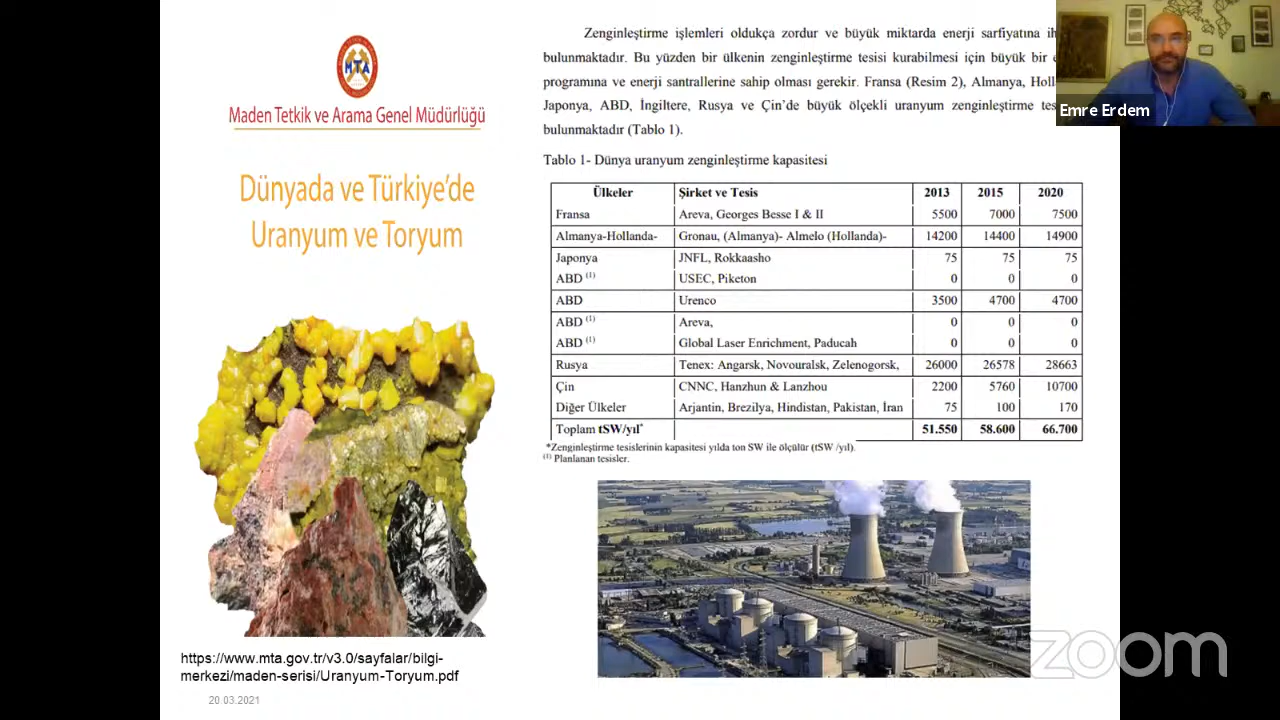 MTA
Maden Tetkik ve Arama Genel Müdürlüğü
Dünyada ve Türkiye'de
Uranyum ve Toryum
https://www.mta.gov.tr/v3.0/sayfalar/bilgi-
merkezi/maden-serisi/Uranyum-Toryum.pdf
20.03.2021
Zenginleştirme işlemleri oldukça zordur ve büyük miktarda enerji sarfiyatına ih
bulunmaktadır. Bu yüzden bir ülkenin zenginleştirme tesisi kurabilmesi için büyük bir e
programına ve enerji santrallerine sahip olması gerekir. Fransa (Resim 2), Almanya, Holl
Japonya, ABD, İngiltere, Rusya ve Çin'de büyük ölçekli uranyum zenginleştirme tes
bulunmaktadır (Tablo 1).
Tablo 1- Dünya uranyum zenginleştirme kapasitesi
Ülkeler Şirket ve Tesis 2013 2015 2020
Fransa Areva, Georges Besse I & II 5500 7000 7500
Almanya-Hollanda- Gronau, (Almanya)- Almelo (Hollanda)- 14200 14400 14900
Japonya JNFL, Rokkaasho 75 75 75
ABD (1) USEC, Piketon 0 0 0
ABD Urenco 3500 4700 4700
ABD (1) Areva, 0 0 0
ABD (1) Global Laser Enrichment, Paducah 0 0 0
Rusya Tenex: Angarsk, Novouralsk, Zelenogorsk, 26000 26578 28663
Çin CNNC, Hanzhun & Lanzhou 2200 5760 10700
Diğer Ülkeler Arjantin, Brezilya, Hindistan, Pakistan, İran 75 100 170
Toplam tSW/yıl* 51.550 58.600 66.700
*Zenginleştirme tesislerinin kapasitesi yılda ton SW ile ölçülür (tSW /yıl).
(1) Planlanan tesisler.
Emre Erdem
zoom